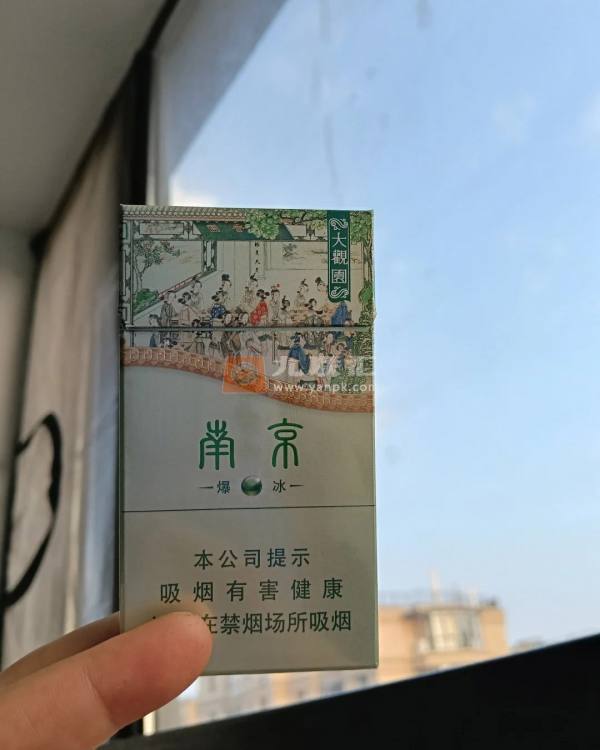 大觀園
www.yanpk.com
南京
爆冰
本公司提示
吸烟有害健康
在禁烟场所吸烟